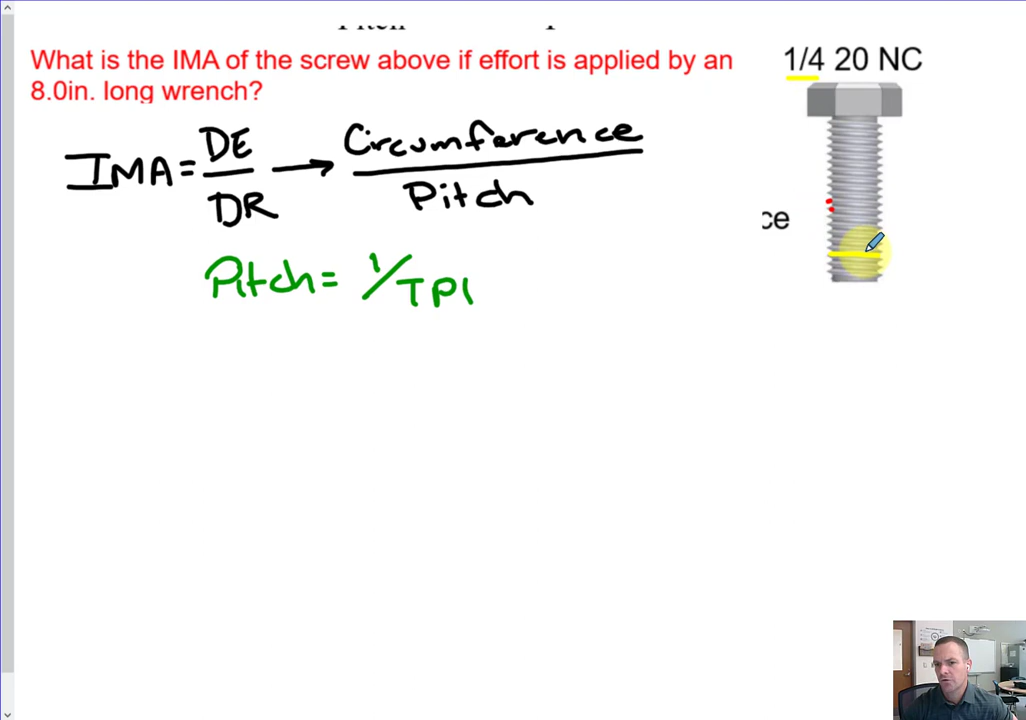 What is the IMA of the screw above if effort is applied by an
8.0in. long wrench?
1/4 20 NC
IMA = DE/DR → Circumference/Pitch
Pitch = 1/TPI
ce